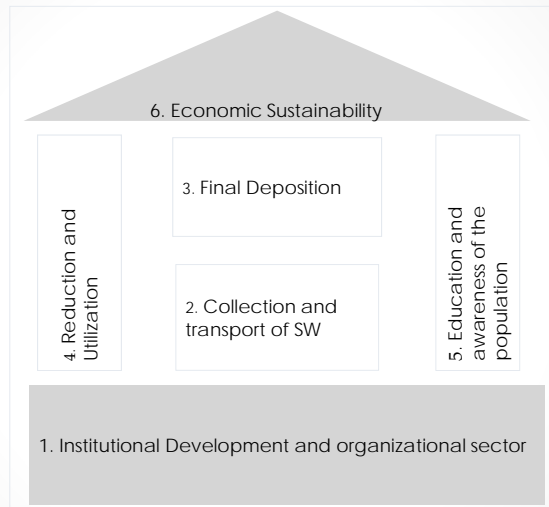 6. Economic Sustainability
3. Final Deposition
4. Reduction and
Utilization
2. Collection and
transport of SW
5. Education and
awareness of the
population
1. Institutional Development and organizational sector